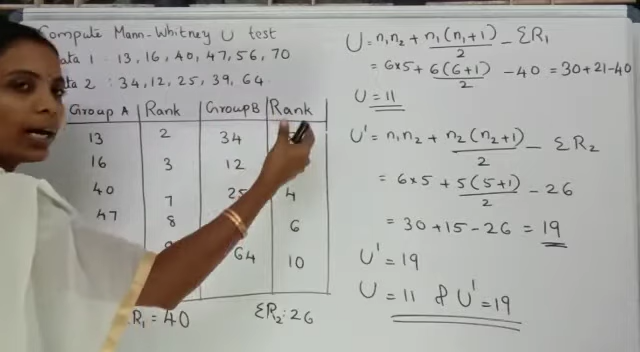 Compute Mann-Whitney U test
ata 1 : 13, 16, 40, 47, 56, 70
ta 2 : 34, 12, 25, 39, 64
Group A Rank Group B Rank
13 2 34
16 3 12
40 7 25 4
47 8 6
64 10
R₁ = 40 ΣR₂: 26
U = n₁n₂ + n₁(n₁+1)/2 - ΣR₁
= 6x5 + 6(6+1)/2 - 40 = 30+21-40
U = 11
U' = n₁n₂ + n₂(n₂+1)/2 - ΣR₂
= 6x5 + 5(5+1)/2 - 26
= 30+15-26 = 19
U' = 19
U = 11 & U' = 19